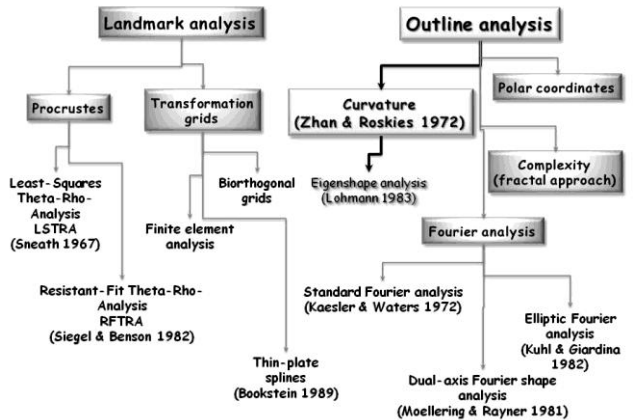 Landmark analysis
Outline analysis
Procrustes
Transformation
grids
Curvature
(Zhan & Roskies 1972)
Polar coordinates
Complexity
(fractal approach)
Least-Squares
Theta-Rho-
Analysis
LSTRA
(Sneath 1967)
Biorthogonal
grids
Eigenshape analysis
(Lohmann 1983)
Finite element
analysis
Fourier analysis
Resistant-Fit Theta-Rho-
Analysis
RFTRA
(Siegel & Benson 1982)
Standard Fourier analysis
(Kaesler & Waters 1972)
Elliptic Fourier
analysis
(Kuhl & Giardina
1982)
Thin-plate
splines
(Bookstein 1989)
Dual-axis Fourier shape
analysis
(Moellering & Rayner 1981)